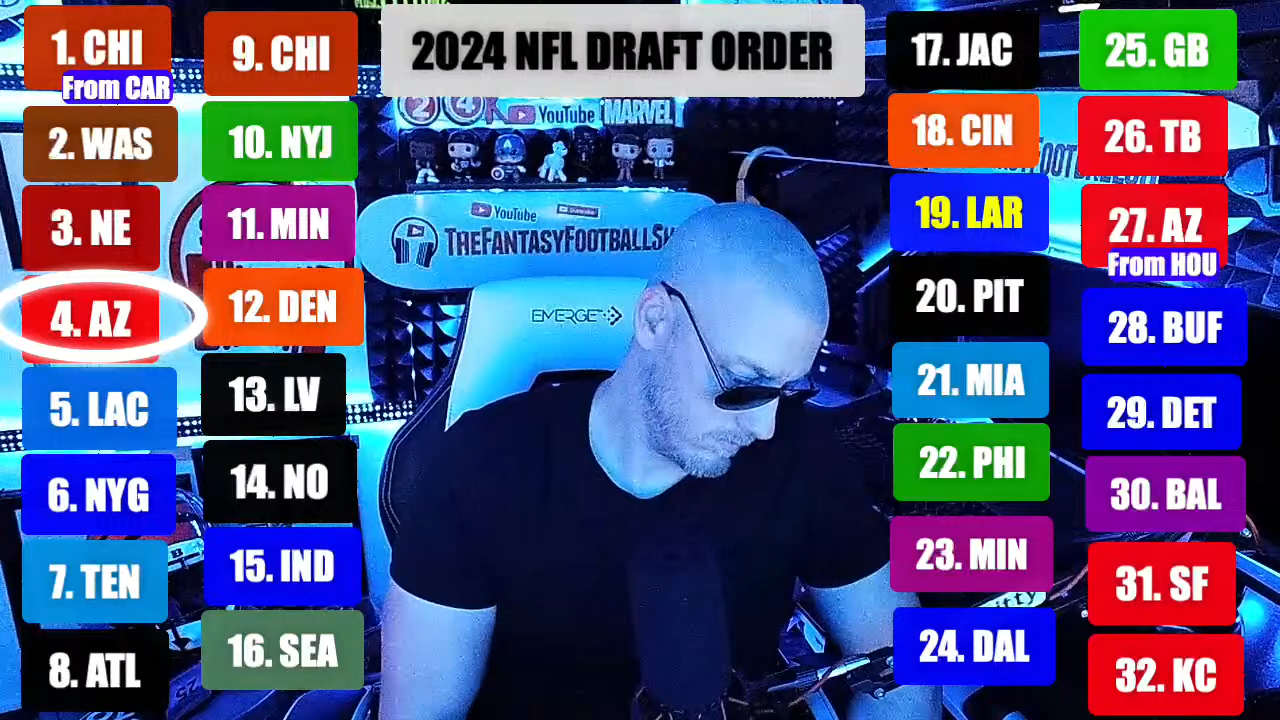 2024 NFL DRAFT ORDER
1. CHI
From CAR
2. WAS
3. NE
4. AZ
5. LAC
6. NYG
7. TEN
8. ATL
9. CHI
10. NYJ
11. MIN
12. DEN
13. LV
14. NO
15. IND
16. SEA
17. JAC
18. CIN
19. LAR
20. PIT
21. MIA
22. PHI
23. MIN
24. DAL
25. GB
26. TB
27. AZ
From HOU
28. BUF
29. DET
30. BAL
31. SF
32. KC
YouTube
MARVEL
YouTube
THEFANTASYFOOTBALLSH
EMERGE